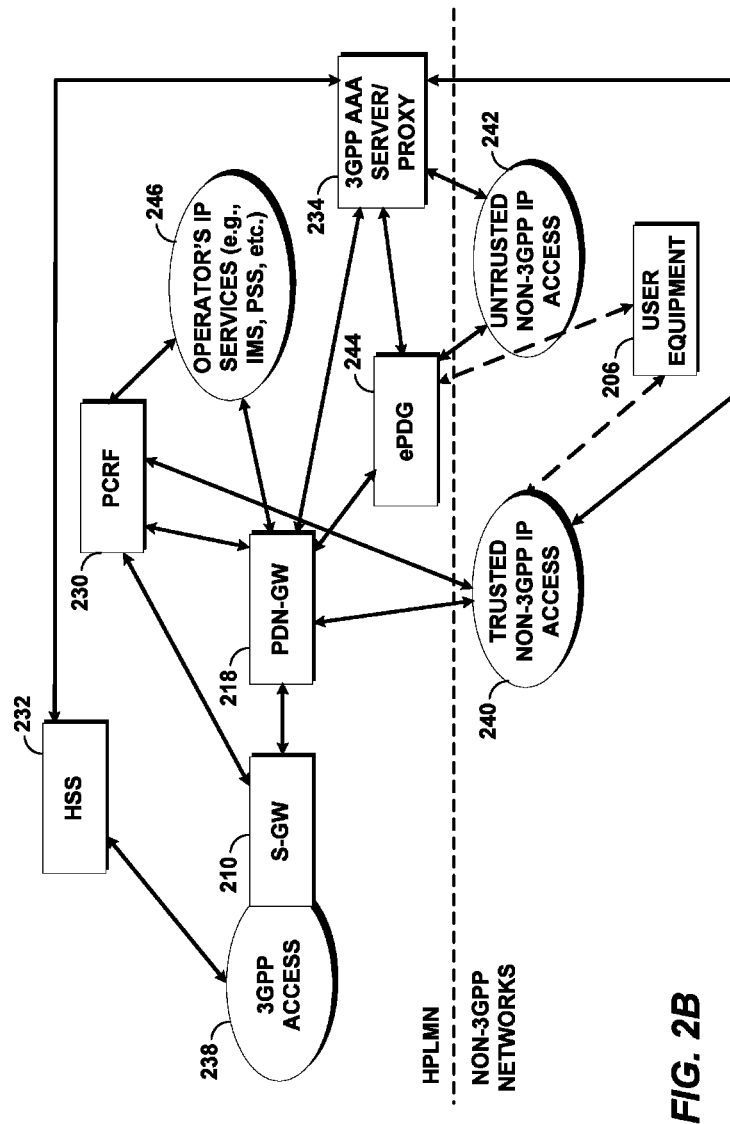 232
HSS
246
OPERATOR'S IP
SERVICES (e.g.,
IMS, PSS, etc.)
PCRF
230
234
3GPP AAA
SERVER/
PROXY
238
3GPP
ACCESS
210
S-GW
218
PDN-GW
244
ePDG
HPLMN
NON-3GPP
NETWORKS
240
TRUSTED
NON-3GPP IP
ACCESS
242
UNTRUSTED
NON-3GPP IP
ACCESS
206
USER
EQUIPMENT
FIG. 2B